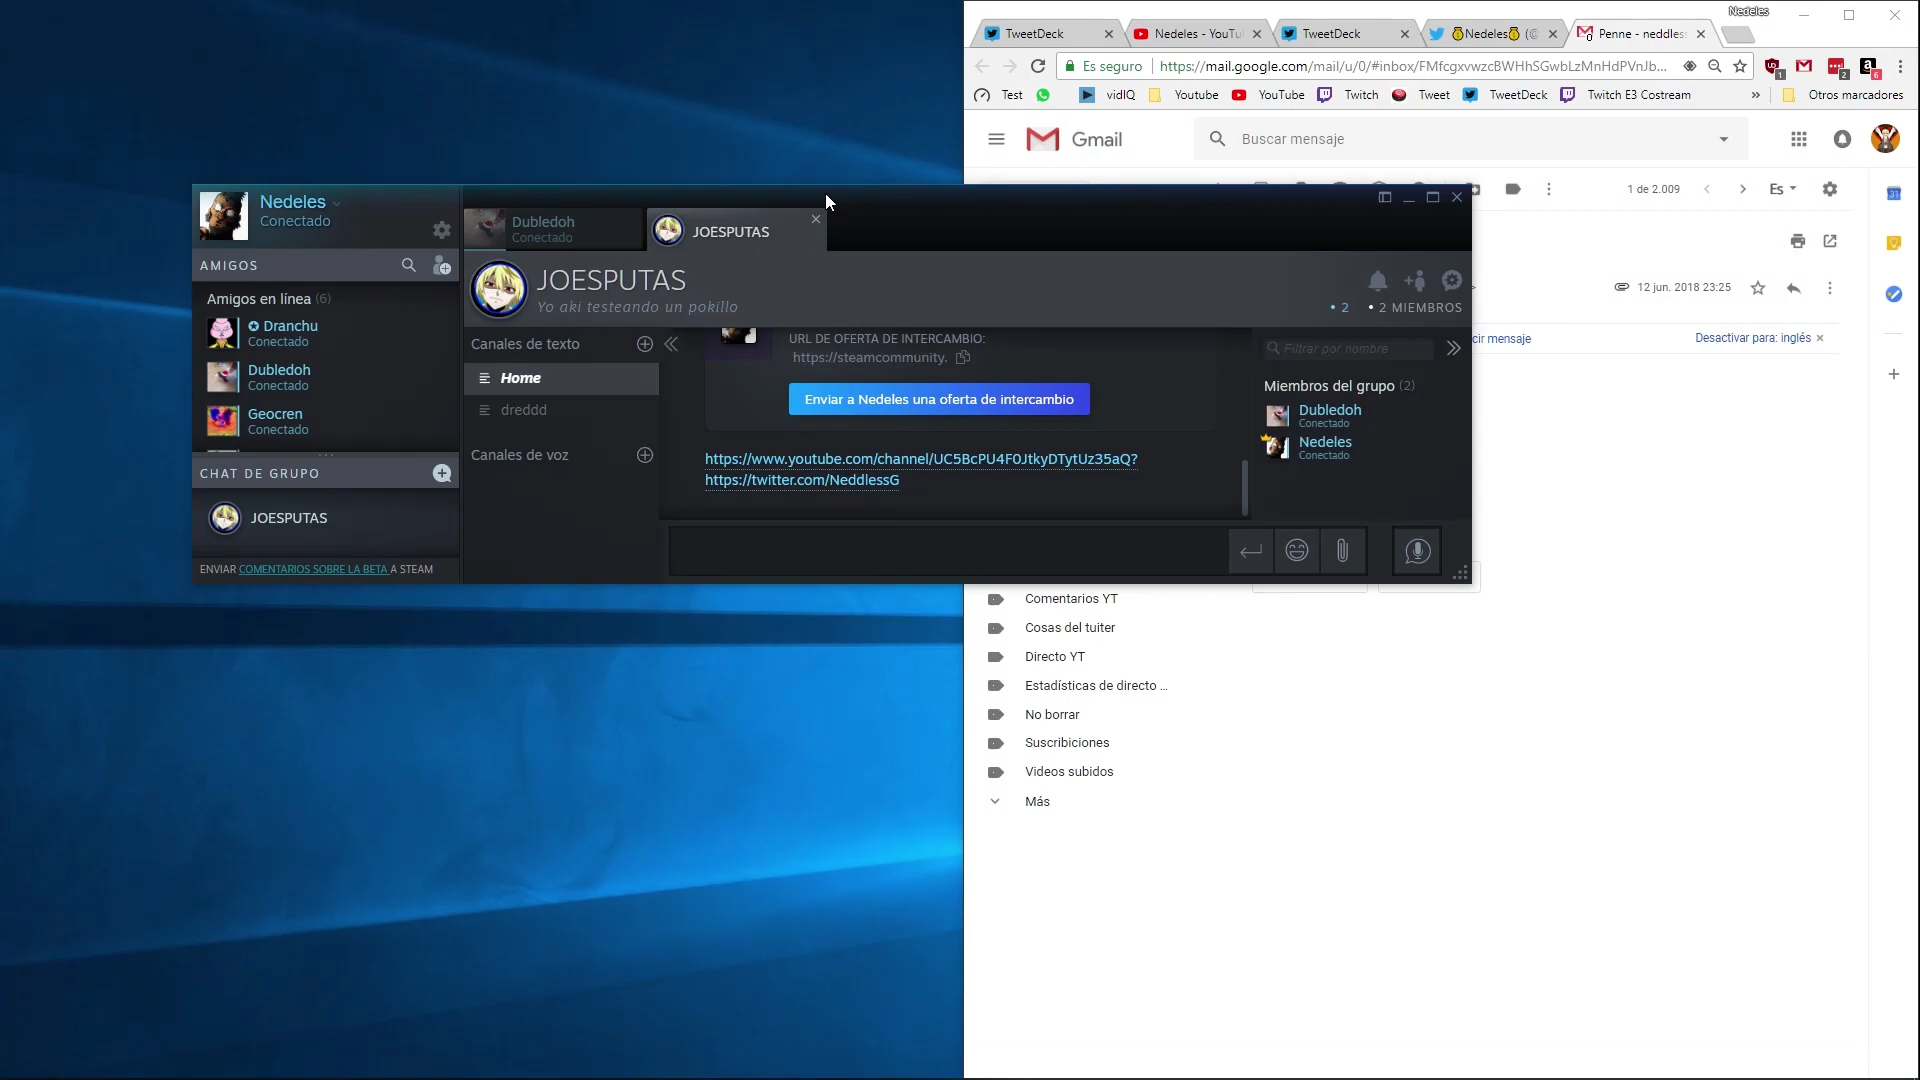 Nedeles
TweetDeck
Nedeles - YouTu
TweetDeck
Nedeles
Penne - neddless
Es seguro
https://mail.google.com/mail/u/0/#inbox/FMfcgxvwzcBWHhSGwbLzMnHdPVnJb...
1
2
6
Test
vidIQ
Youtube
YouTube
Twitch
Tweet
TweetDeck
Twitch E3 Costream
»
Otros marcadores
Gmail
Buscar mensaje
1 de 2.009
Es
12 jun. 2018 23:25
cir mensaje
Desactivar para: inglés ×
Nedeles
Conectado
AMIGOS
Amigos en línea (6)
Dranchu
Conectado
Dubledoh
Conectado
Geocren
Conectado
CHAT DE GRUPO
JOESPUTAS
ENVIAR COMENTARIOS SOBRE LA BETA A STEAM
Dubledoh
Conectado
JOESPUTAS
JOESPUTAS
Yo aki testeando un pokillo
• 2
• 2 MIEMBROS
Canales de texto
Home
dreddd
Canales de voz
URL DE OFERTA DE INTERCAMBIO:
https://steamcommunity.
Enviar a Nedeles una oferta de intercambio
https://www.youtube.com/channel/UC5BcPU4F0JtkyDTytUz35aQ?
https://twitter.com/NeddlessG
Filtrar por nombre
Miembros del grupo (2)
Dubledoh
Conectado
Nedeles
Conectado
Comentarios YT
Cosas del tuiter
Directo YT
Estadísticas de directo ...
No borrar
Suscribiciones
Videos subidos
Más